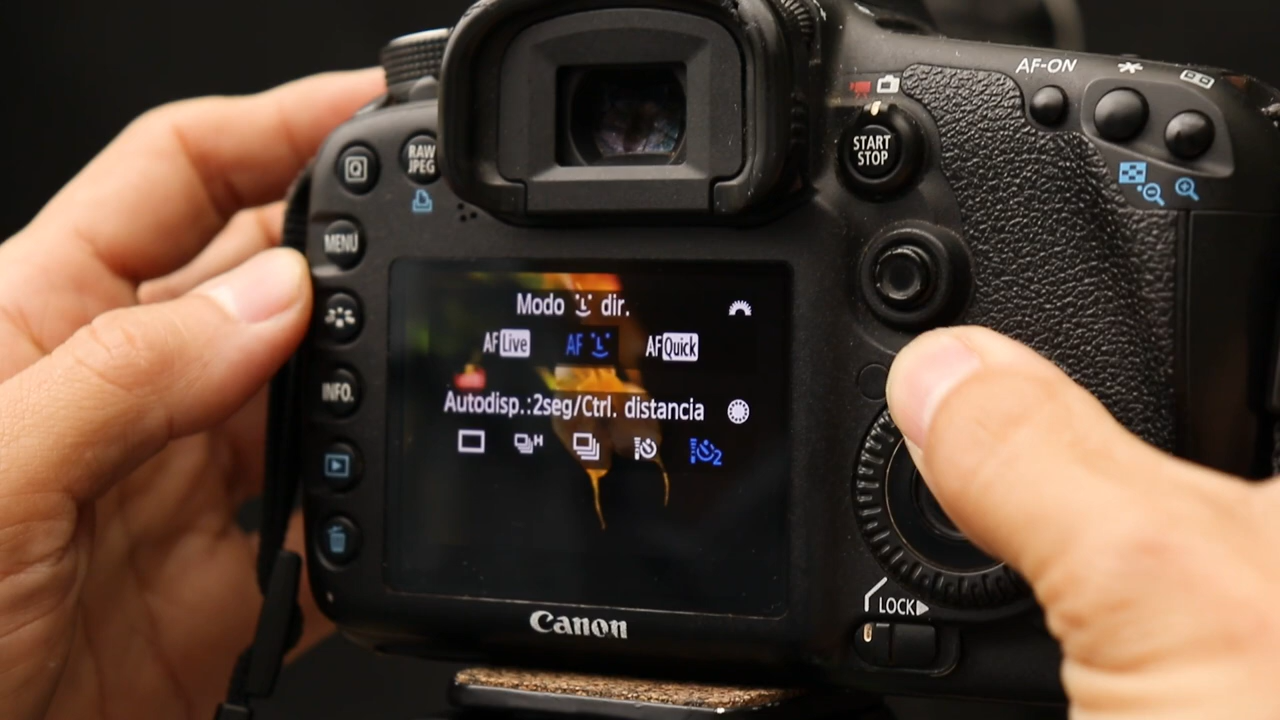 AF-ON
RAW
JPEG
START
STOP
Q
MENU
INFO.
Modo dir.
AF Live AF AF Quick
Autodisp.:2seg/Ctrl. distancia
H 2
LOCK
Canon